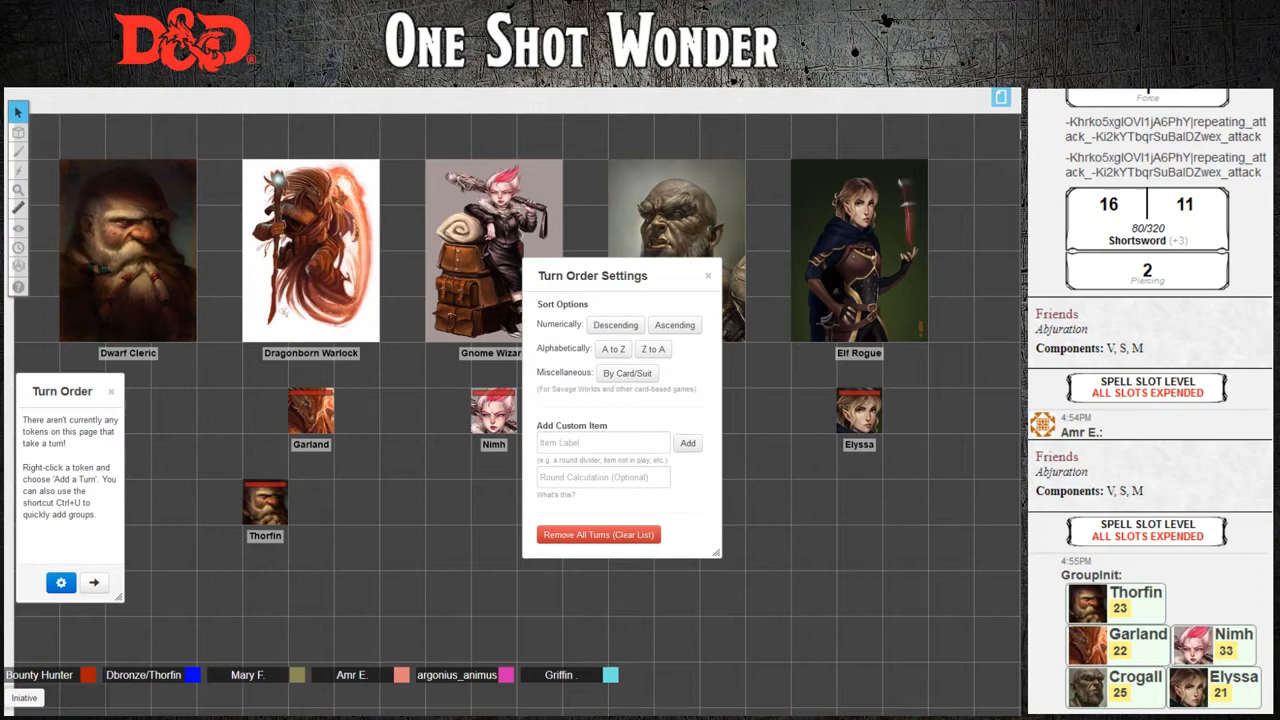 D&D®
ONE SHOT WONDER
Dwarf Cleric
Dragonborn Warlock
Gnome Wizar
Elf Rogue
Garland
Nimh
Elyssa
Thorfin
Turn Order ×
There aren't currently any
tokens on this page that
take a turn!
Right-click a token and
choose 'Add a Turn'. You
can also use the
shortcut Ctrl+U to
quickly add groups.
Turn Order Settings ×
Sort Options
Numerically: Descending Ascending
Alphabetically: A to Z Z to A
Miscellaneous: By Card/Suit
(For Savage Worlds and other card-based games)
Add Custom Item
Item Label Add
(e.g. a round divider, item not in play, etc.)
Round Calculation (Optional)
What's this?
Remove All Turns (Clear List)
Bounty Hunter Dbronze/Thorfin Mary F. Amr E. argonius_animus Griffin .
Iniative
Force
-Khrko5xglOVl1jA6PhY|repeating_att
ack_-Ki2kYTbqrSuBalDZwex_attack
-Khrko5xglOVl1jA6PhY|repeating_att
ack_-Ki2kYTbqrSuBalDZwex_attack
16 11
80/320
Shortsword (+3)
2
Piercing
Friends
Abjuration
Components: V, S, M
SPELL SLOT LEVEL
ALL SLOTS EXPENDED
4:54PM
Amr E.:
Friends
Abjuration
Components: V, S, M
SPELL SLOT LEVEL
ALL SLOTS EXPENDED
4:55PM
GroupInit:
Thorfin
23
Garland
22
Nimh
33
Crogall
25
Elyssa
21